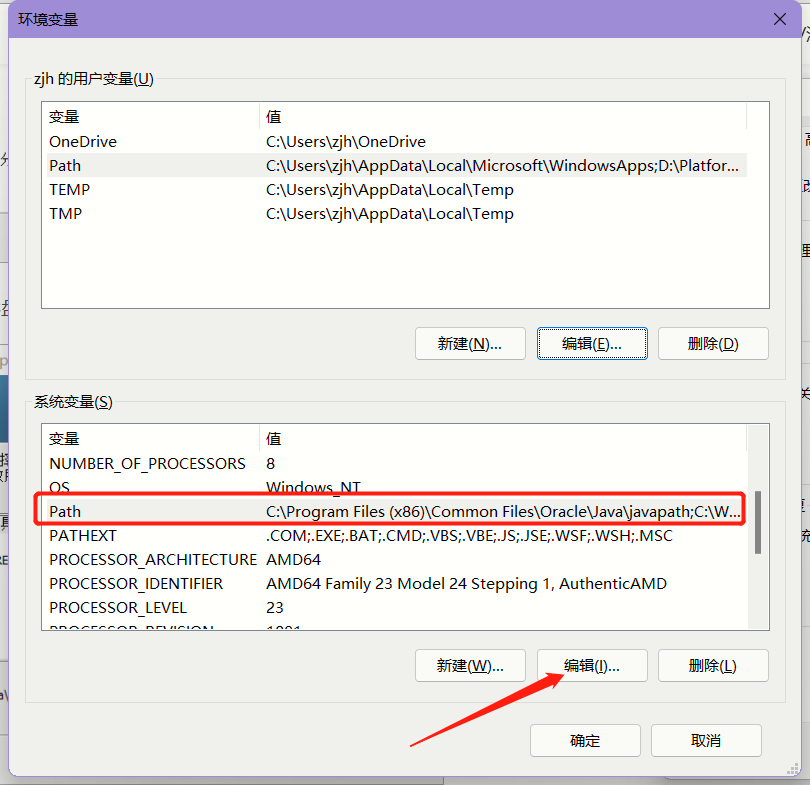 环境变量
zjh 的用户变量(U)
变量 值
OneDrive C:\Users\zjh\OneDrive
Path C:\Users\zjh\AppData\Local\Microsoft\WindowsApps;D:\Platfor...
TEMP C:\Users\zjh\AppData\Local\Temp
TMP C:\Users\zjh\AppData\Local\Temp
新建(N)... 编辑(E)... 删除(D)
系统变量(S)
变量 值
NUMBER_OF_PROCESSORS 8
OS Windows_NT
Path C:\Program Files (x86)\Common Files\Oracle\Java\javapath;C:\W...
PATHEXT .COM;.EXE;.BAT;.CMD;.VBS;.VBE;.JS;.JSE;.WSF;.WSH;.MSC
PROCESSOR_ARCHITECTURE AMD64
PROCESSOR_IDENTIFIER AMD64 Family 23 Model 24 Stepping 1, AuthenticAMD
PROCESSOR_LEVEL 23
新建(W)... 编辑(I)... 删除(L)
确定 取消